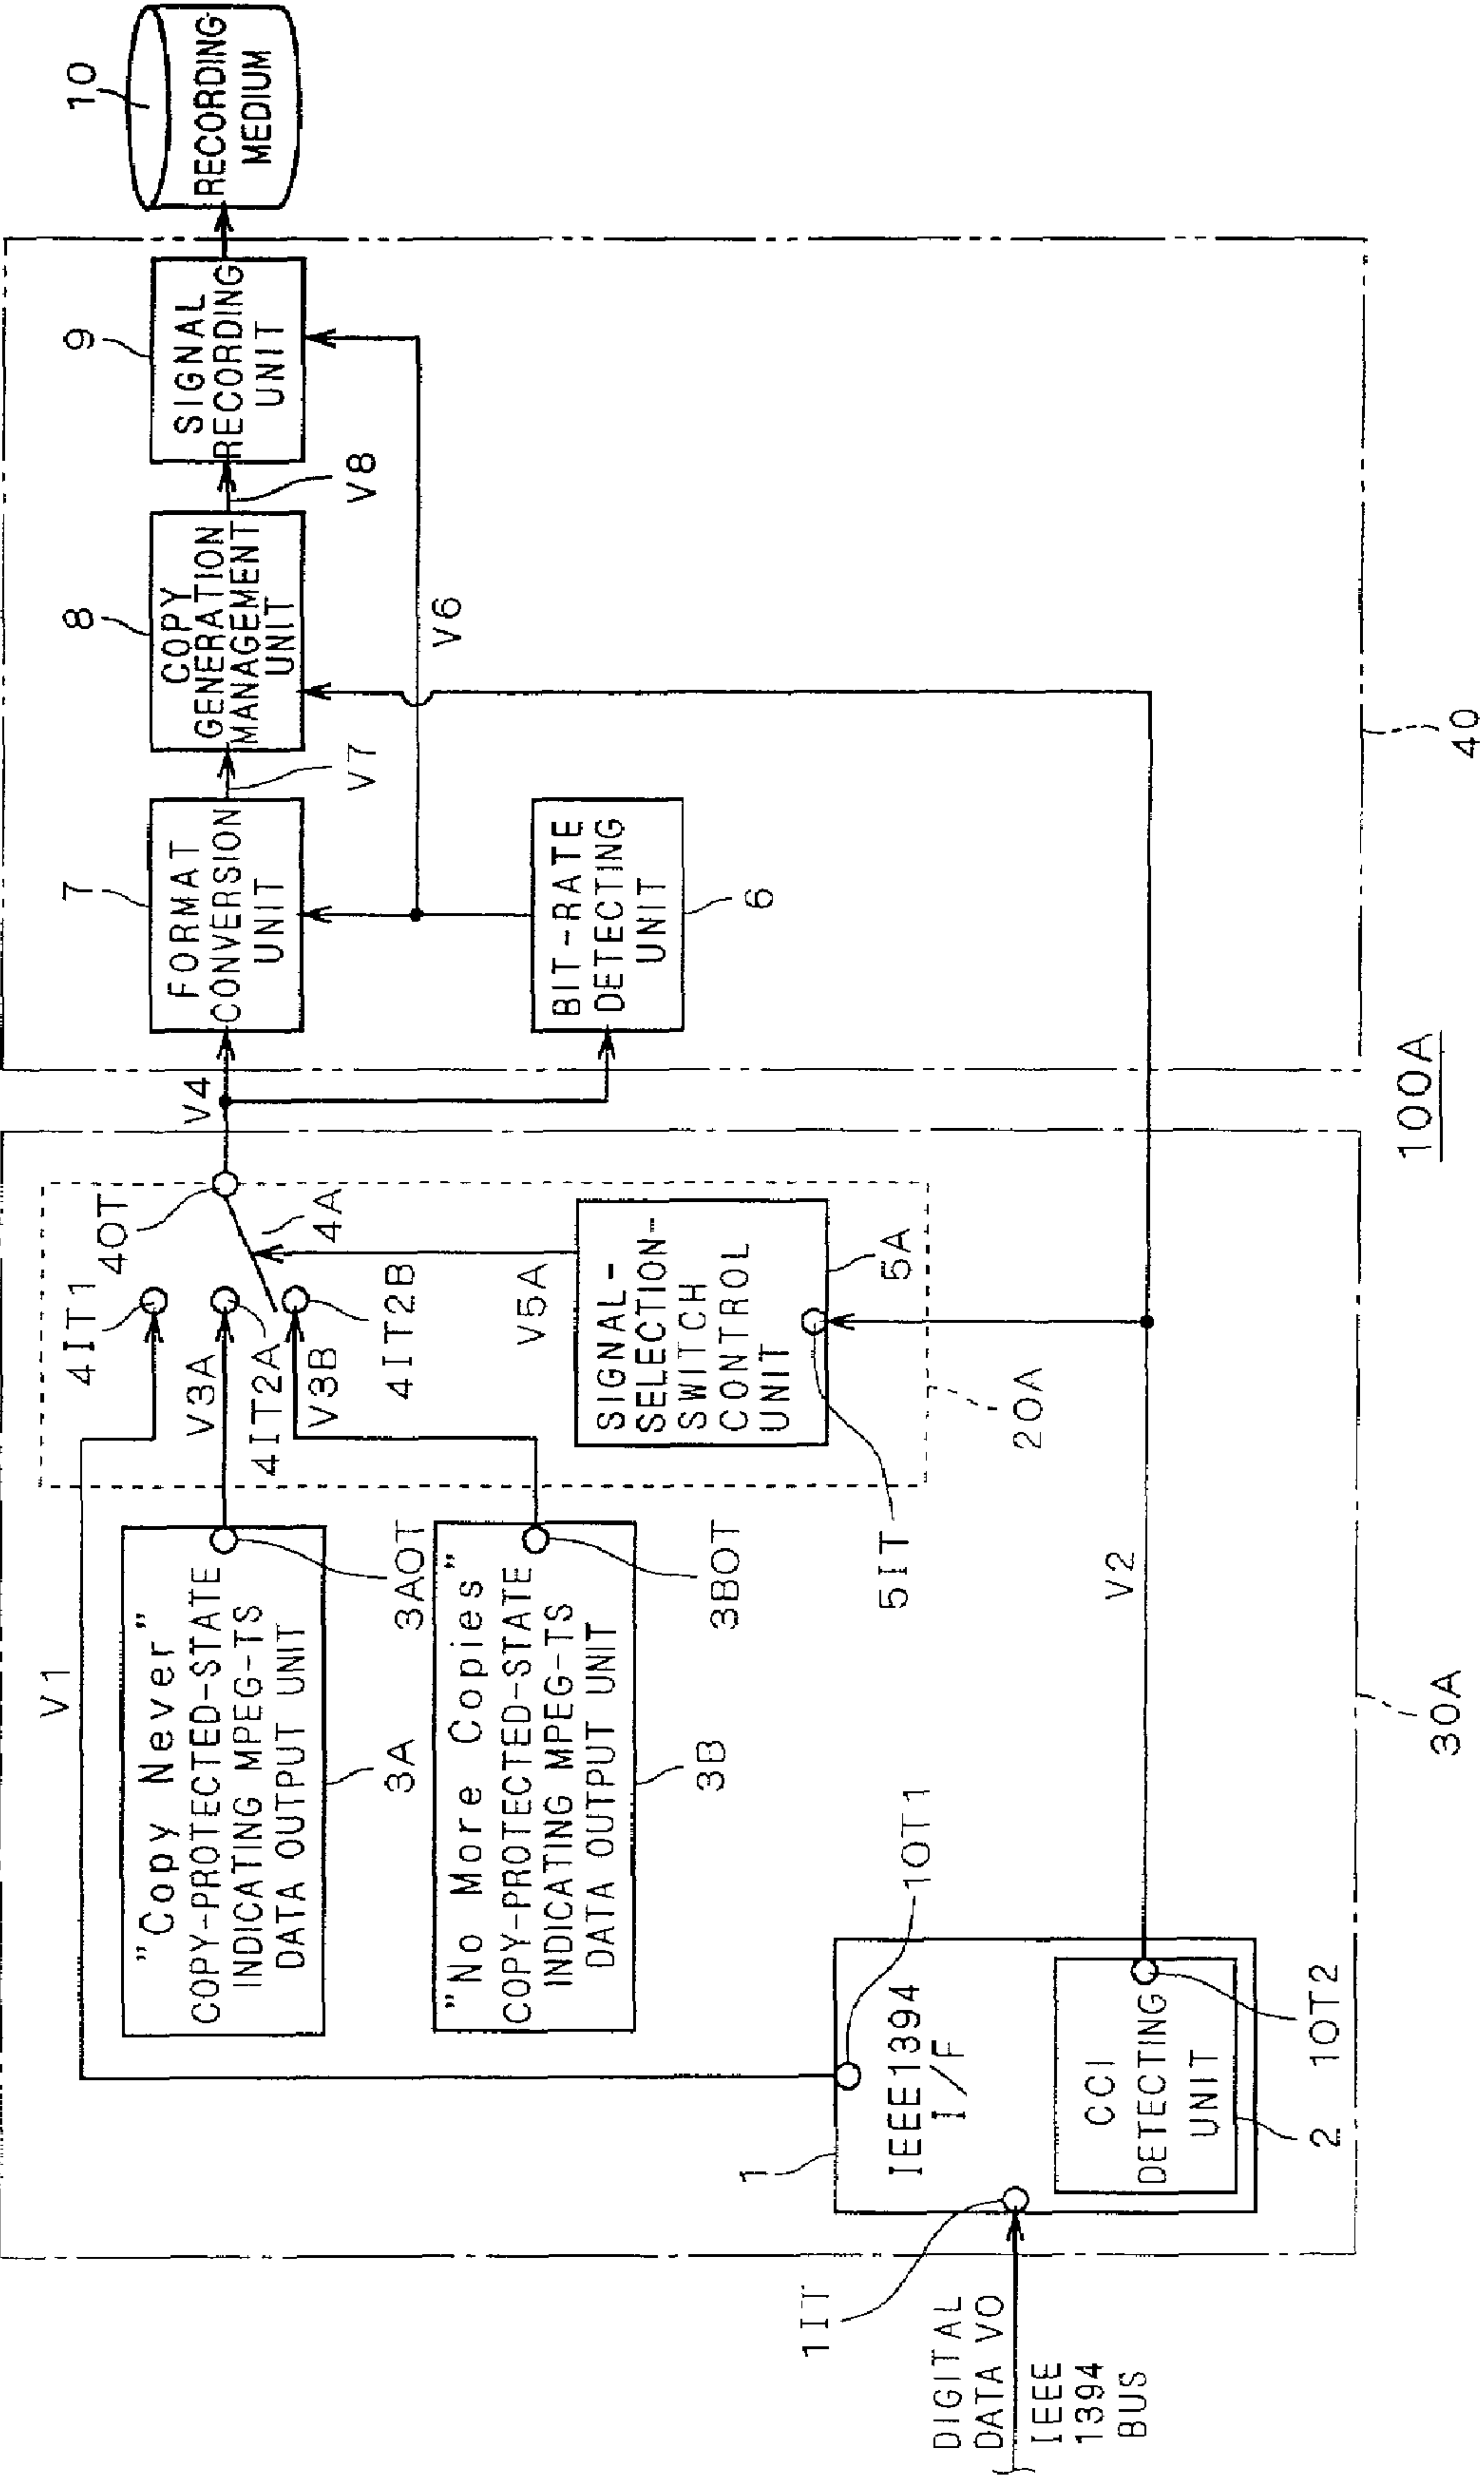 DIGITAL
DATA V0
IEEE
1394
BUS
1IT
1
IEEE1394
I/F
1OT1
CCI
DETECTING
UNIT
2
1OT2
V1
"Copy Never"
COPY-PROTECTED-STATE
INDICATING MPEG-TS
DATA OUTPUT UNIT
3A
3AOT
"No More Copies"
COPY-PROTECTED-STATE
INDICATING MPEG-TS
DATA OUTPUT UNIT
3B
3BOT
V2
30A
4IT1
4OT
V3A
4IT2A
V3B
4IT2B
4A
V5A
SIGNAL-
SELECTION-
SWITCH
CONTROL
UNIT
5A
5IT
20A
V4
100A
7
FORMAT
CONVERSION
UNIT
V7
BIT-RATE
DETECTING
UNIT
6
8
COPY
GENERATION
MANAGEMENT
UNIT
V8
V6
9
SIGNAL
RECORDING
UNIT
40
10
RECORDING
MEDIUM